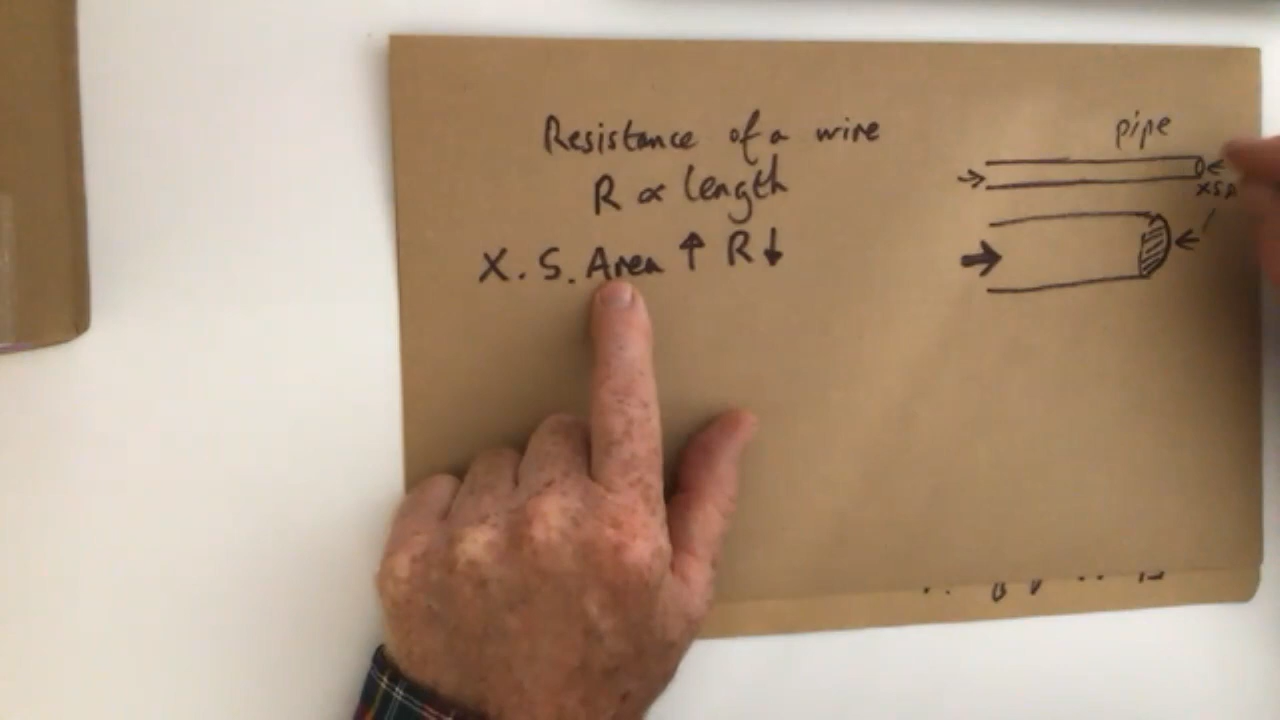 Resistance of a wire
R ∝ length
X. S. Area ↑ R ↓
pipe
XSA